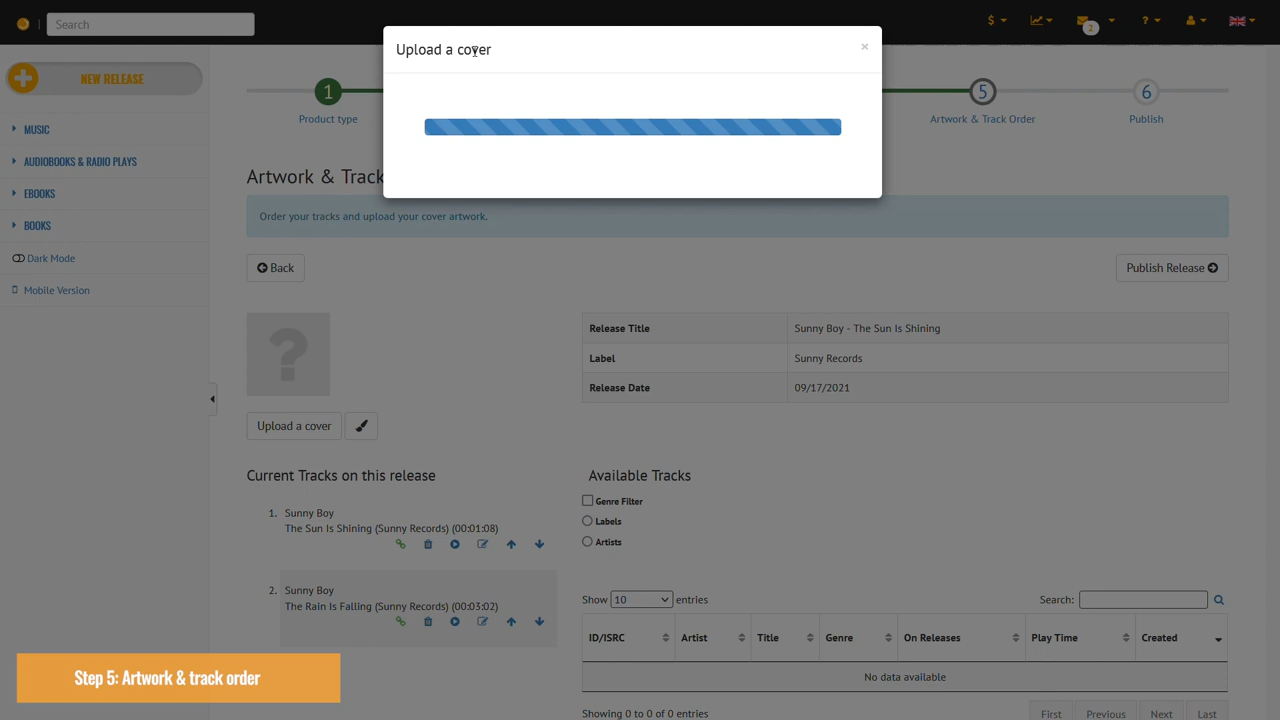 Search
$
2
?
Upload a cover
×
NEW RELEASE
MUSIC
AUDIOBOOKS & RADIO PLAYS
EBOOKS
BOOKS
Dark Mode
Mobile Version
1
Product type
5
Artwork & Track Order
6
Publish
Artwork & Track
Order your tracks and upload your cover artwork.
Back
Publish Release
?
Upload a cover
Release Title Sunny Boy - The Sun Is Shining
Label Sunny Records
Release Date 09/17/2021
Current Tracks on this release
1. Sunny Boy
The Sun Is Shining (Sunny Records) (00:01:08)
2. Sunny Boy
The Rain Is Falling (Sunny Records) (00:03:02)
Available Tracks
Genre Filter
Labels
Artists
Show 10 entries
Search:
ID/ISRC Artist Title Genre On Releases Play Time Created
No data available
Showing 0 to 0 of 0 entries
First Previous Next Last
Step 5: Artwork & track order